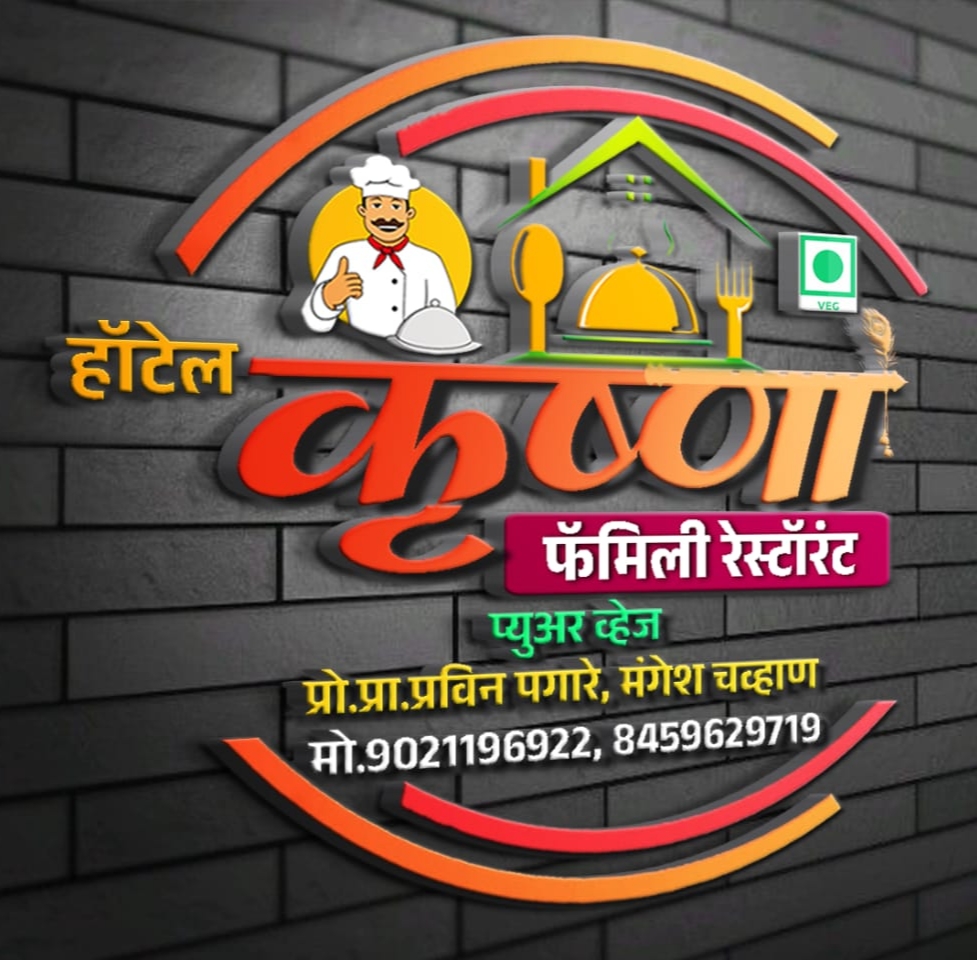 VEG
हॉटेल
कृष्णा
फॅमिली रेस्टॉरंट
प्युअर व्हेज
प्रो.प्रा.प्रविन पगारे, मंगेश चव्हाण
मो.9021196922, 8459629719